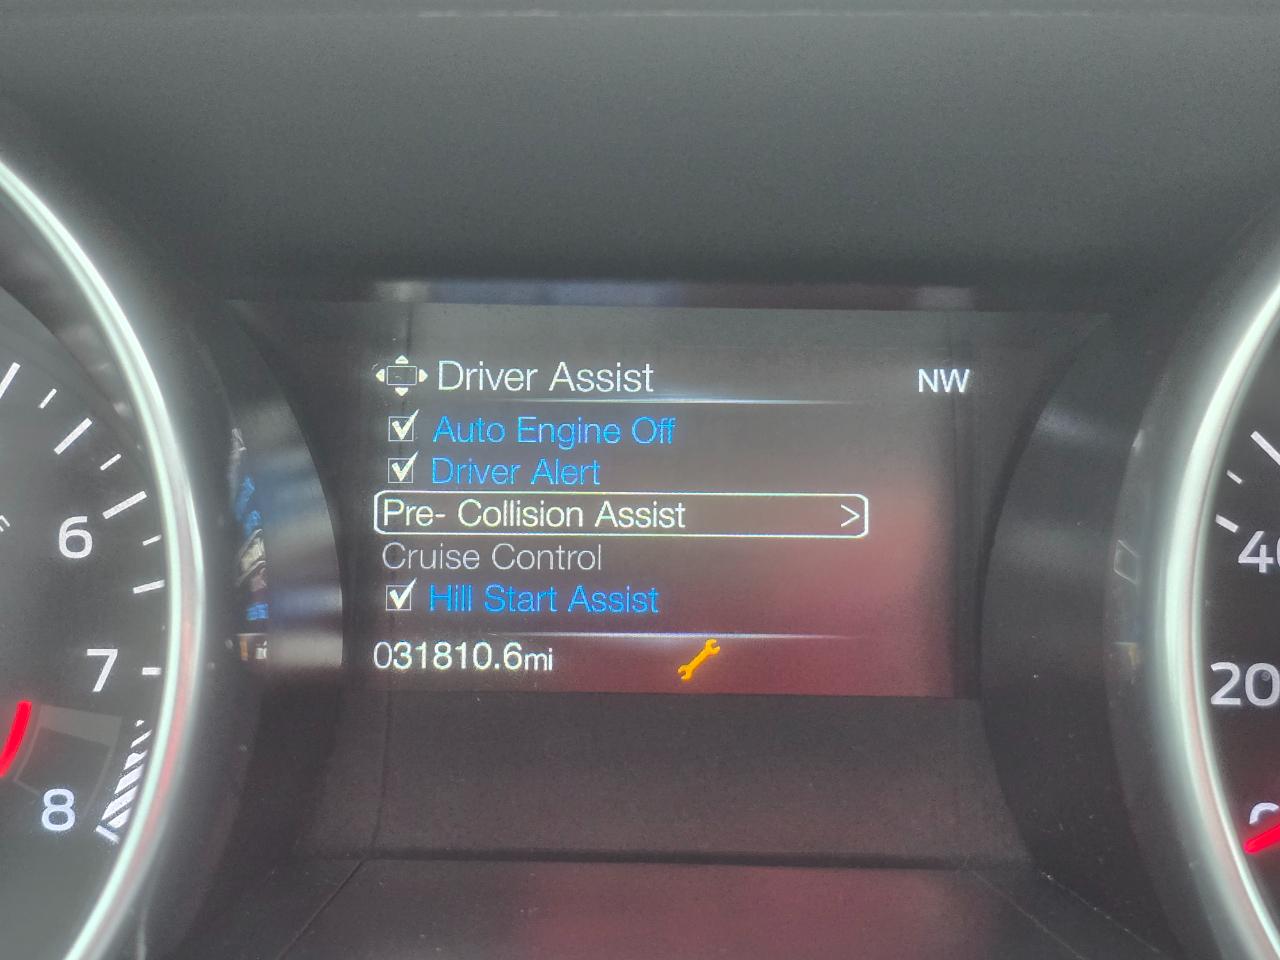 Driver Assist
NW
Auto Engine Off
Driver Alert
Pre- Collision Assist >
Cruise Control
Hill Start Assist
031810.6mi
6
7
8
20